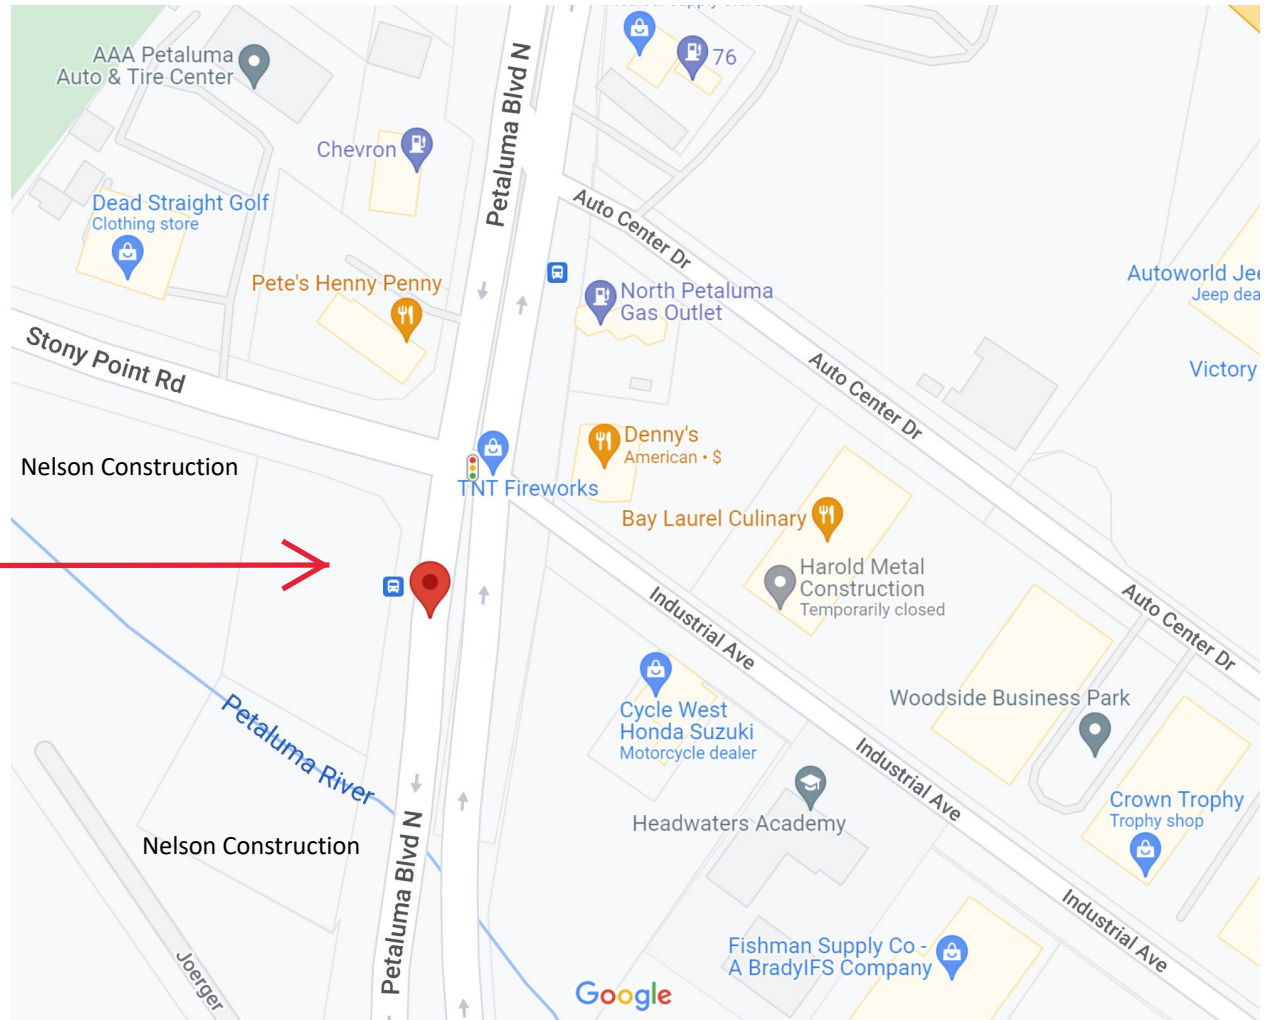 AAA Petaluma
Auto & Tire Center
76
Petaluma Blvd N
Chevron
Dead Straight Golf
Clothing store
Auto Center Dr
Pete's Henny Penny
North Petaluma
Gas Outlet
Autoworld Jee
Jeep dea
Stony Point Rd
Auto Center Dr
Victory
Nelson Construction
TNT Fireworks
Denny's
American • $
Bay Laurel Culinary
Harold Metal
Construction
Temporarily closed
Industrial Ave
Auto Center Dr
Petaluma River
Cycle West
Honda Suzuki
Motorcycle dealer
Woodside Business Park
Industrial Ave
Headwaters Academy
Crown Trophy
Trophy shop
Nelson Construction
Petaluma Blvd N
Industrial Ave
Joerger
Fishman Supply Co -
A BradyIFS Company
Google